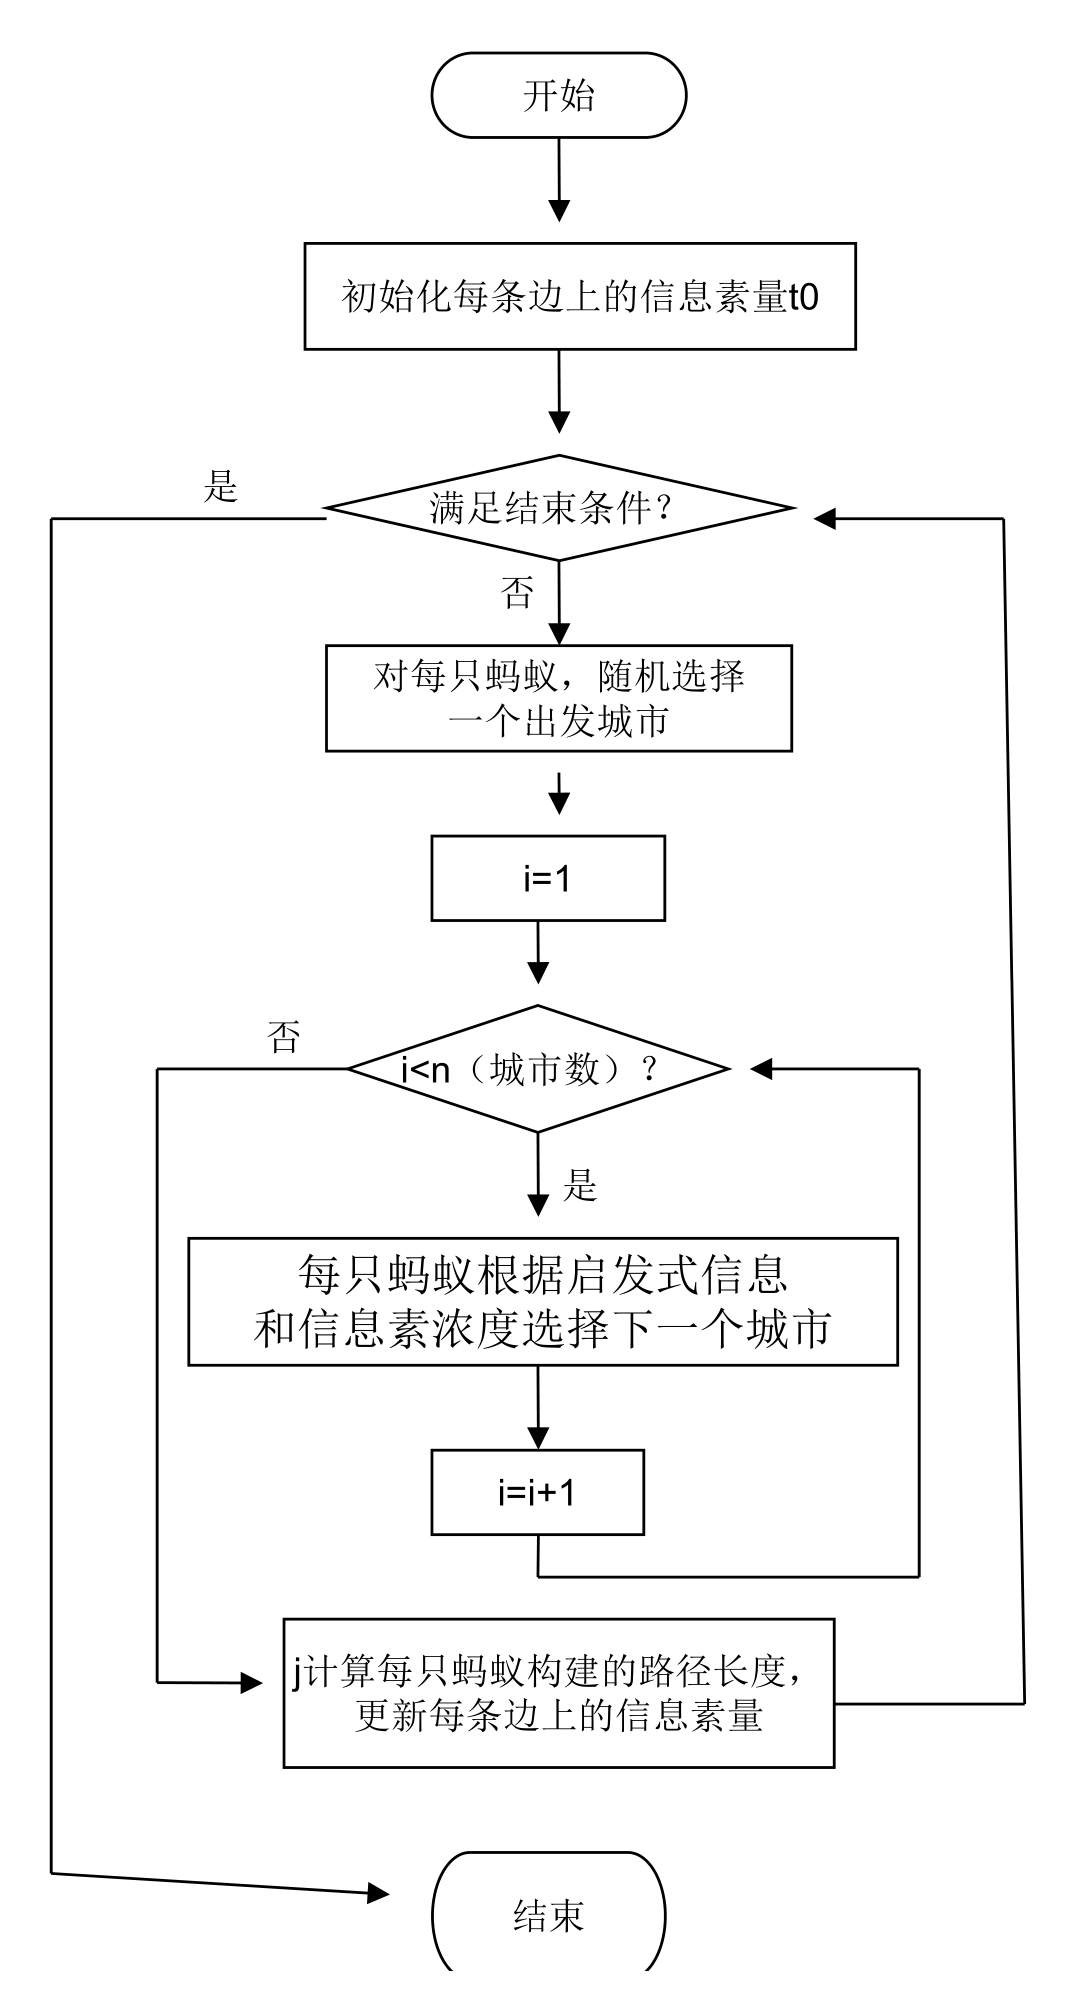 开始
初始化每条边上的信息素量t0
是
满足结束条件？
否
对每只蚂蚁，随机选择
一个出发城市
i=1
否
i<n（城市数）？
是
每只蚂蚁根据启发式信息
和信息素浓度选择下一个城市
i=i+1
j计算每只蚂蚁构建的路径长度，
更新每条边上的信息素量
结束